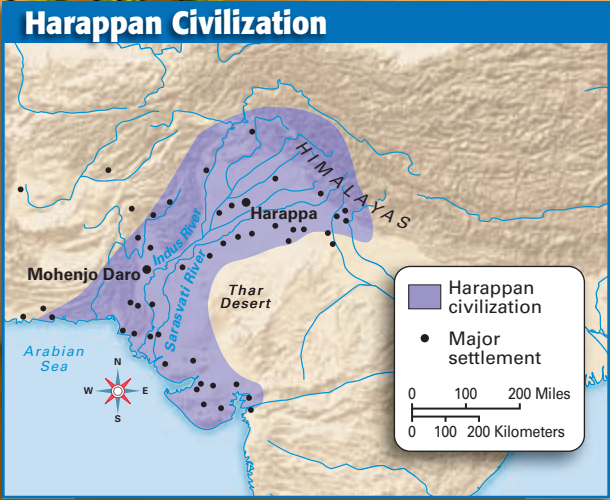 Harappan Civilization
HIMALAYAS
Harappa
Indus River
Mohenjo Daro
Sarasvati River
Thar
Desert
Arabian
Sea
N
W E
S
Harappan
civilization
Major
settlement
0 100 200 Miles
0 100 200 Kilometers